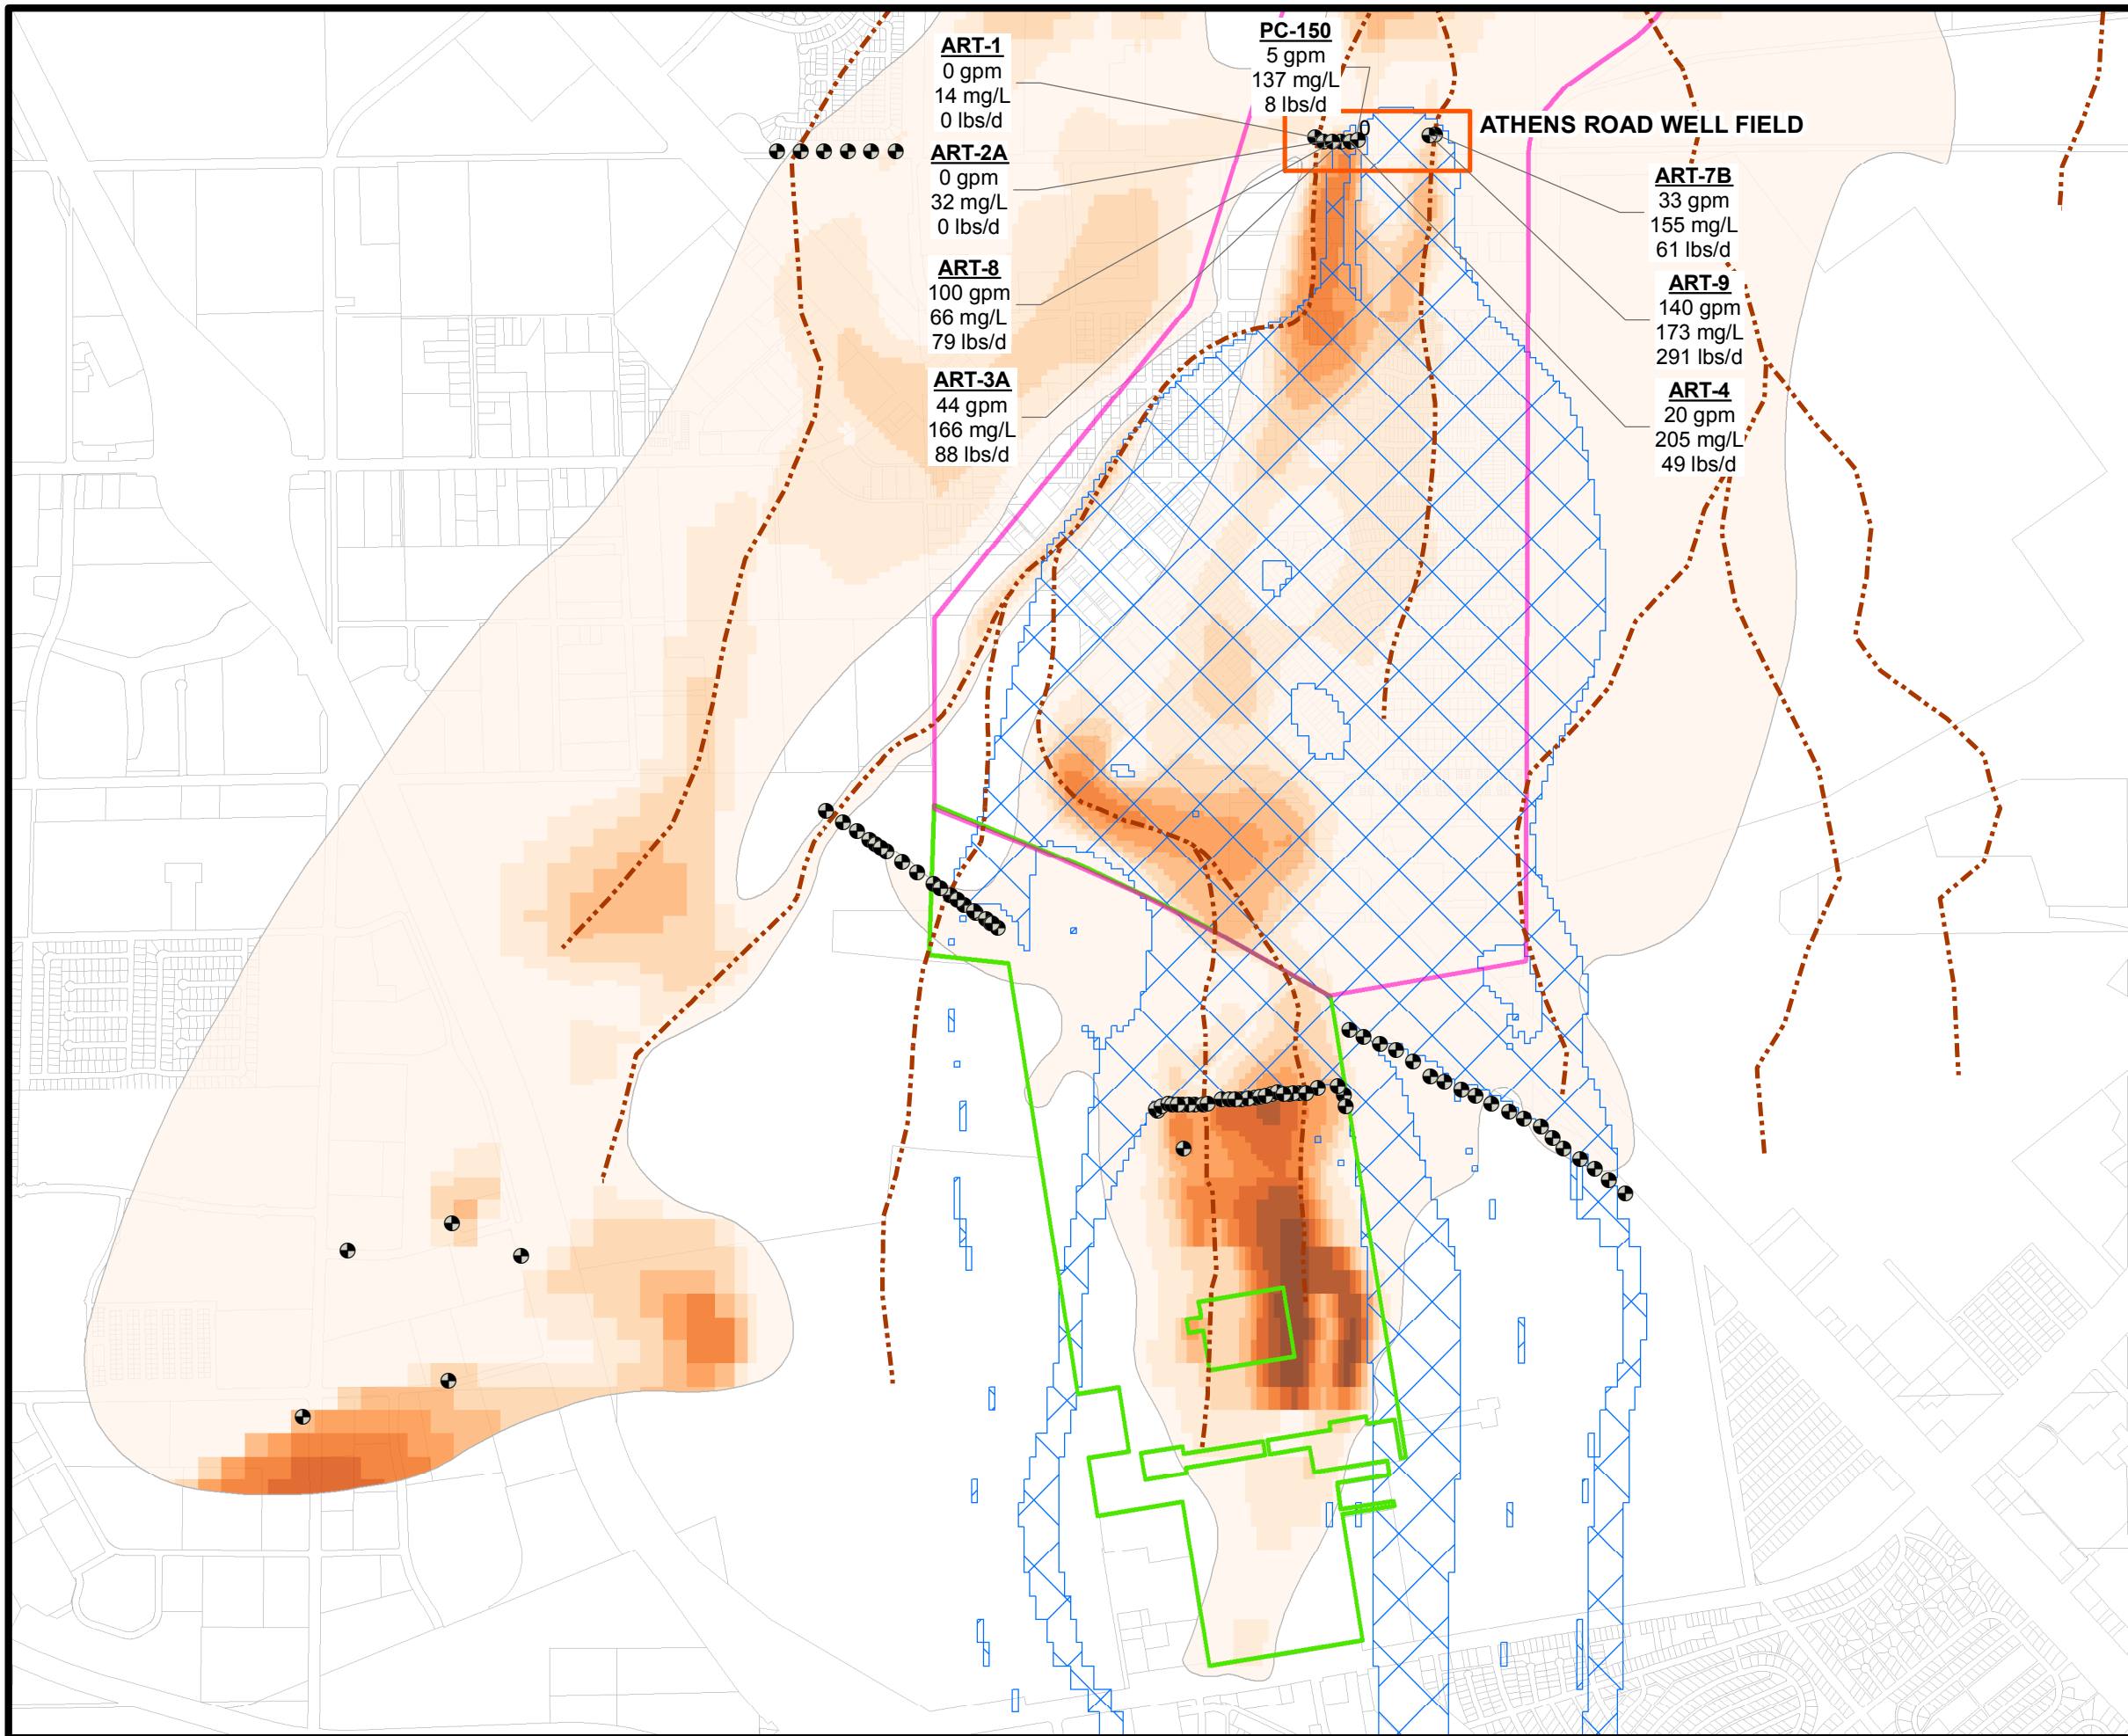 ART-1
0 gpm
14 mg/L
0 lbs/d
PC-150
5 gpm
137 mg/L
8 lbs/d
0
ATHENS ROAD WELL FIELD
ART-2A
0 gpm
32 mg/L
0 lbs/d
ART-7B
33 gpm
155 mg/L
61 lbs/d
ART-8
100 gpm
66 mg/L
79 lbs/d
ART-9
140 gpm
173 mg/L
291 lbs/d
ART-3A
44 gpm
166 mg/L
88 lbs/d
ART-4
20 gpm
205 mg/L
49 lbs/d